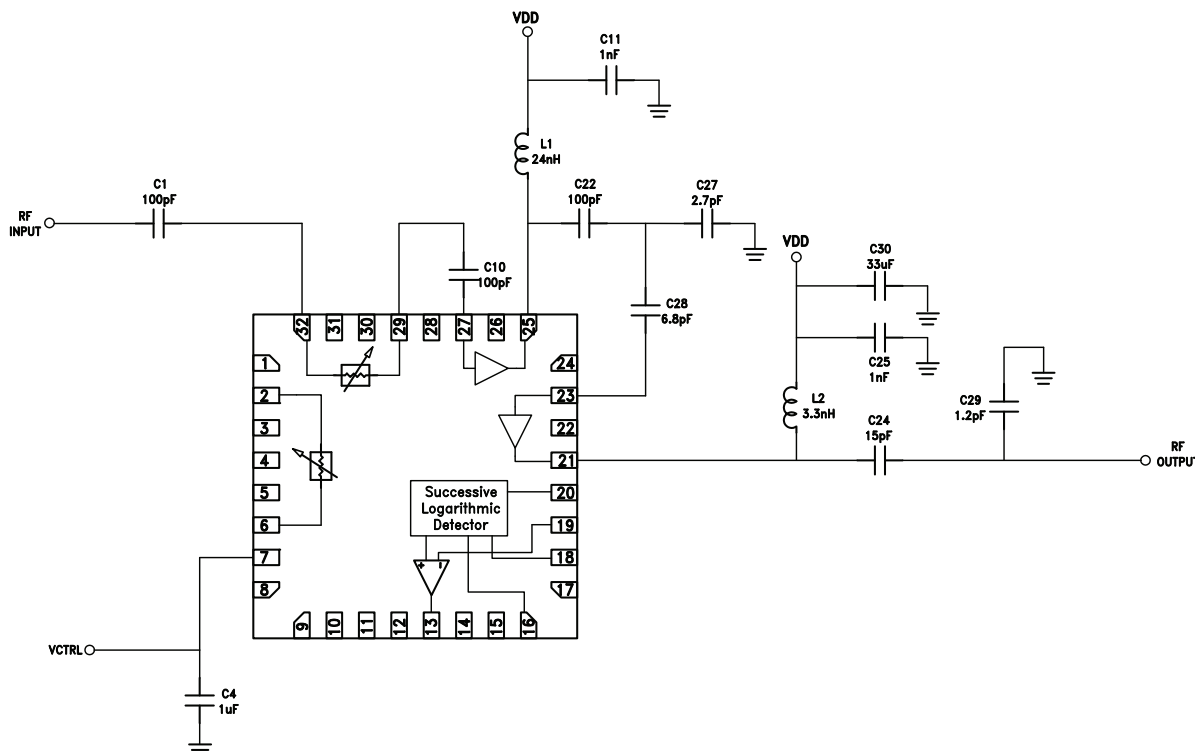 VDD
C11
1nF
L1
24nH
C1
100pF
C22
100pF
C27
2.7pF
RF
INPUT
VDD
C30
33uF
C10
100pF
C28
6.8pF
32
31
30
29
28
27
26
25
C25
1nF
1
24
2
23
L2
3.3nH
C29
1.2pF
3
22
C24
15pF
4
21
RF
OUTPUT
5
Successive
Logarithmic
Detector
20
6
19
7
18
+
-
8
17
9
10
11
12
13
14
15
16
VCTRL
C4
1uF